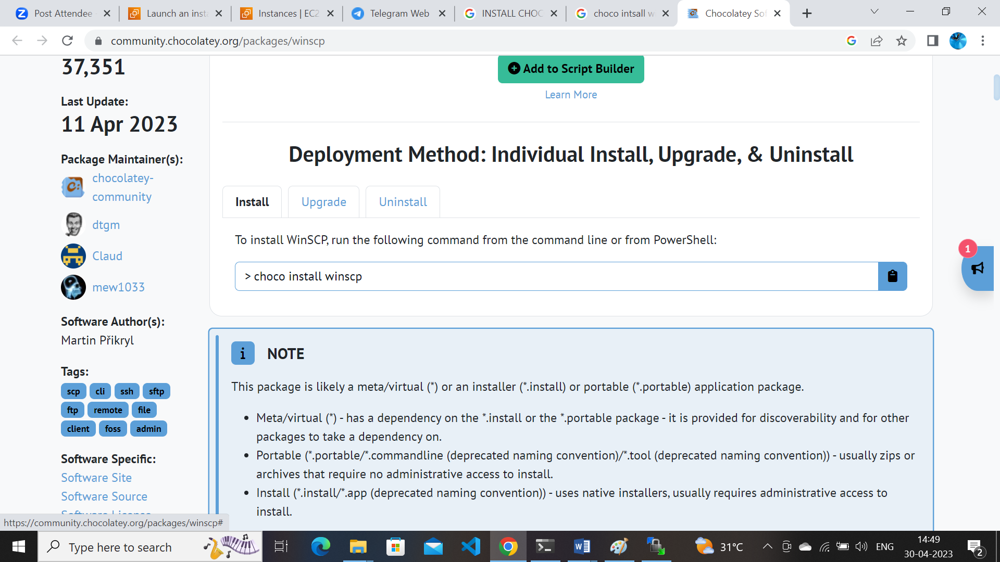 Post Attendee
Launch an insta
Instances | EC2
Telegram Web
INSTALL CHOC
choco intsall w
Chocolatey Sof
community.chocolatey.org/packages/winscp
37,351
Last Update:
11 Apr 2023
Package Maintainer(s):
chocolatey-
community
dtgm
Claud
mew1033
Software Author(s):
Martin Přikryl
Tags:
scp cli ssh sftp
ftp remote file
client foss admin
Software Specific:
Software Site
Software Source
Add to Script Builder
Learn More
Deployment Method: Individual Install, Upgrade, & Uninstall
Install Upgrade Uninstall
To install WinSCP, run the following command from the command line or from PowerShell:
> choco install winscp
1
i NOTE
This package is likely a meta/virtual (*) or an installer (*.install) or portable (*.portable) application package.
• Meta/virtual (*) - has a dependency on the *.install or the *.portable package - it is provided for discoverability and for other
packages to take a dependency on.
• Portable (*.portable/*.commandline (deprecated naming convention)/*.tool (deprecated naming convention)) - usually zips or
archives that require no administrative access to install.
• Install (*.install/*.app (deprecated naming convention)) - uses native installers, usually requires administrative access to
install.
https://community.chocolatey.org/packages/winscp#
Type here to search
31°C
ENG
14:49
30-04-2023
2